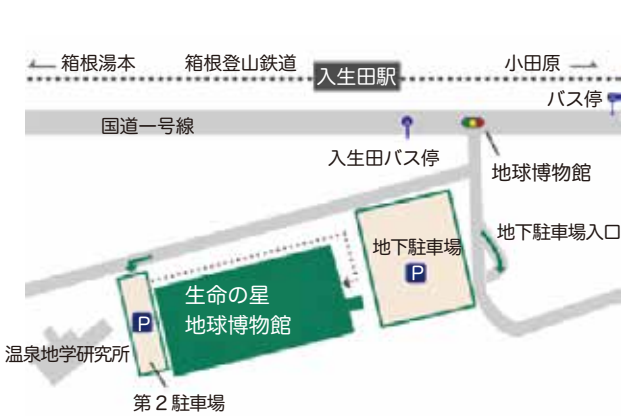 箱根湯本
箱根登山鉄道
入生田駅
小田原
バス停
国道一号線
入生田バス停
地球博物館
地下駐車場
P
地下駐車場入口
生命の星
地球博物館
P
温泉地学研究所
第２駐車場